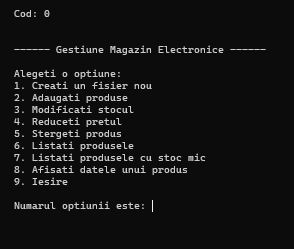 Cod: 0
------ Gestiune Magazin Electronice ------
Alegeti o optiune:
1. Creati un fisier nou
2. Adaugati produse
3. Modificati stocul
4. Reduceti pretul
5. Stergeti produs
6. Listati produsele
7. Listati produsele cu stoc mic
8. Afisati datele unui produs
9. Iesire
Numarul optiunii este: